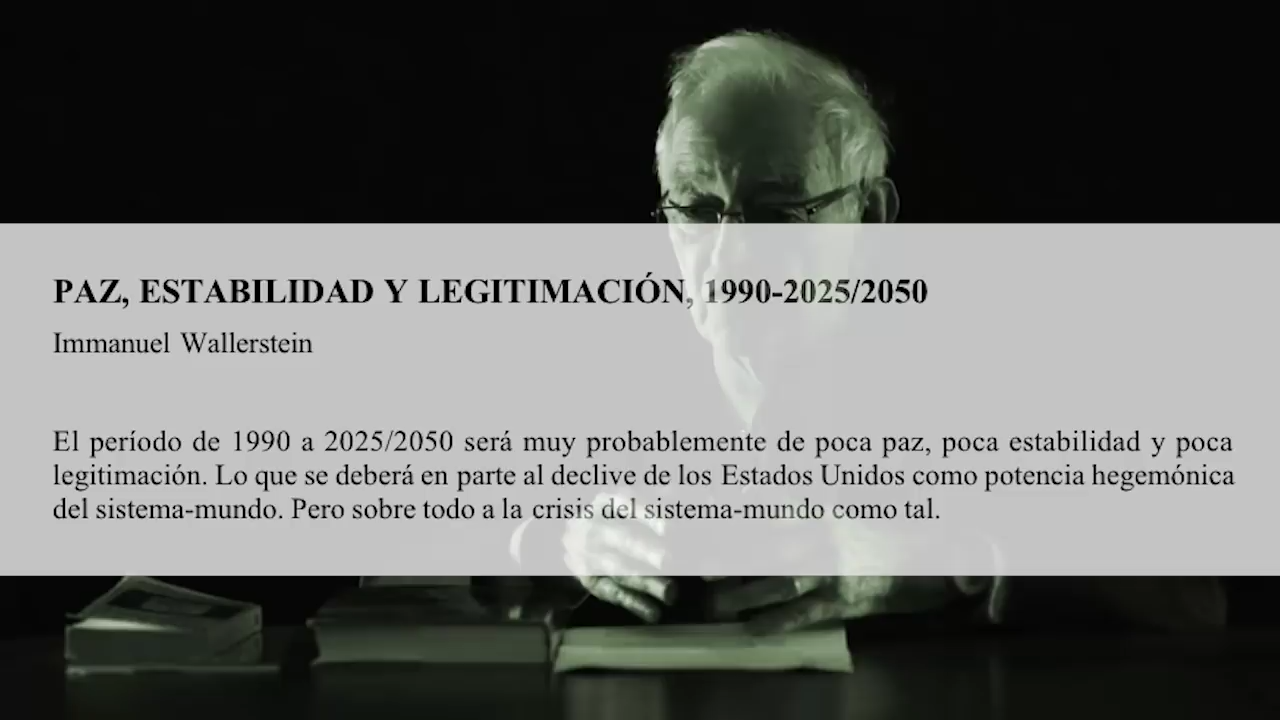 PAZ, ESTABILIDAD Y LEGITIMACIÓN, 1990-2025/2050
Immanuel Wallerstein
El período de 1990 a 2025/2050 será muy probablemente de poca paz, poca estabilidad y poca
legitimación. Lo que se deberá en parte al declive de los Estados Unidos como potencia hegemónica
del sistema-mundo. Pero sobre todo a la crisis del sistema-mundo como tal.